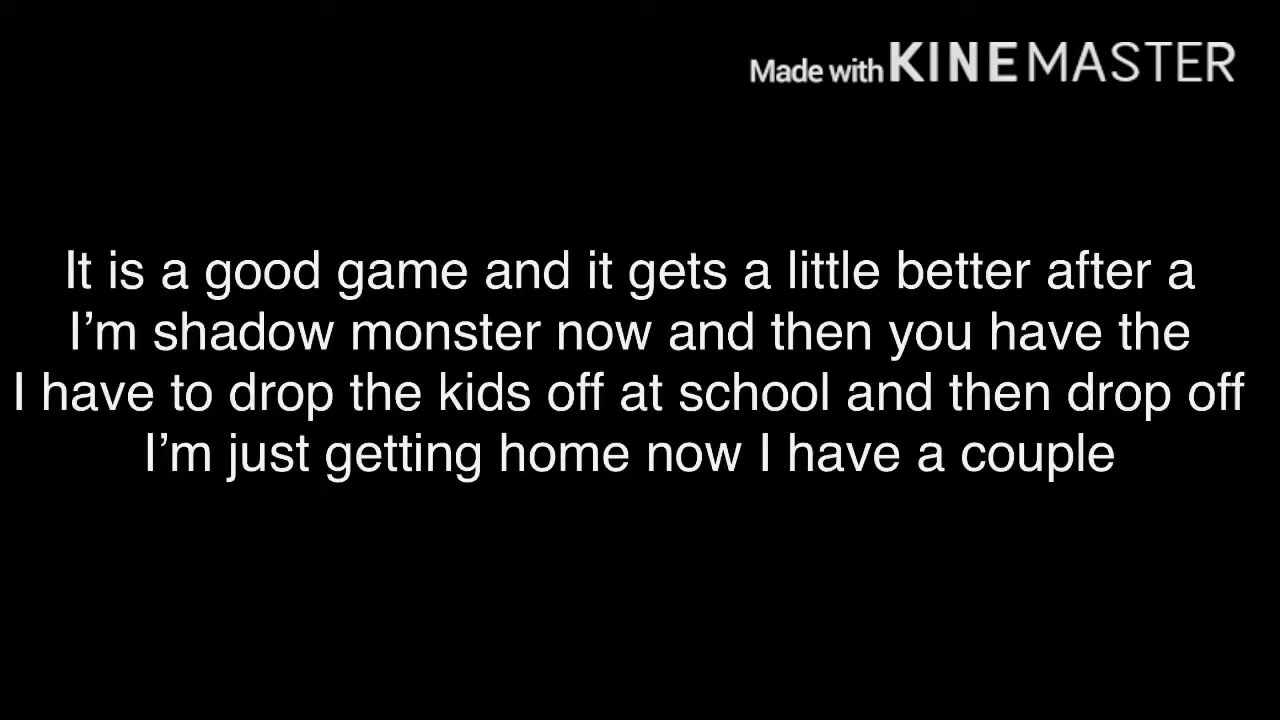 Made with KINEMASTER
It is a good game and it gets a little better after a
I’m shadow monster now and then you have the
I have to drop the kids off at school and then drop off
I’m just getting home now I have a couple